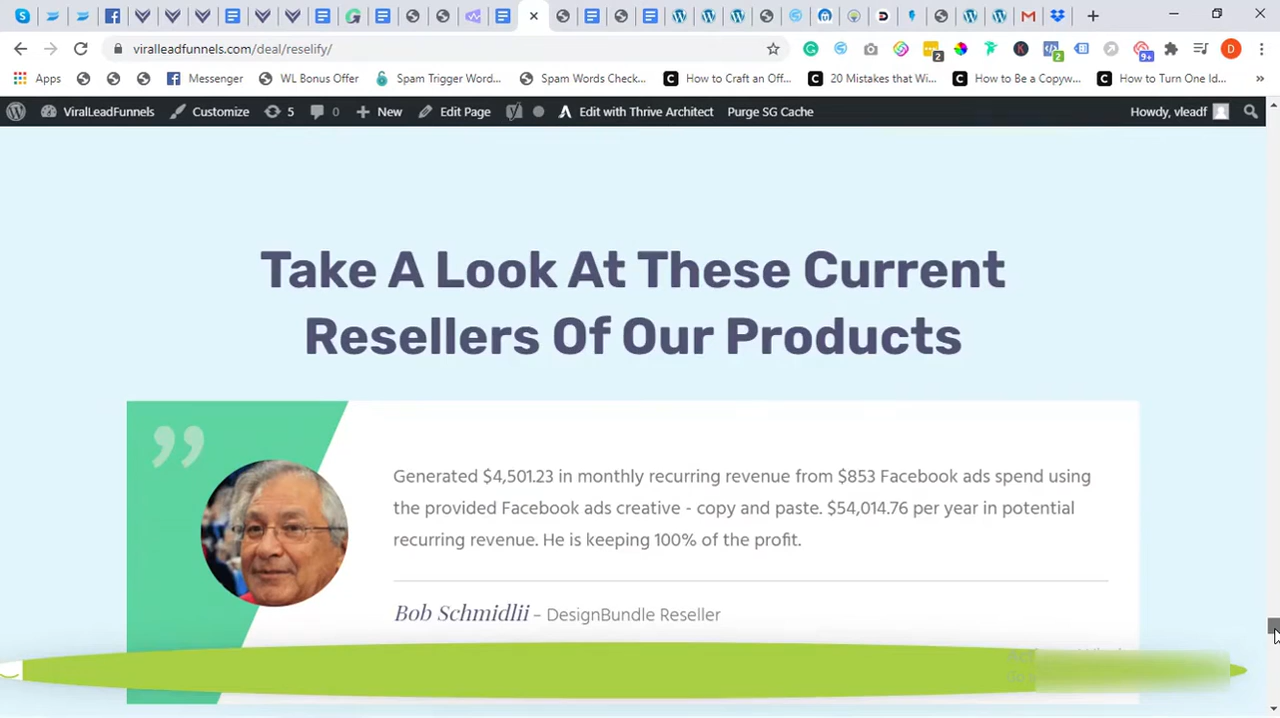 viralleadfunnels.com/deal/reselify/
2
2
9+
D
Apps
Messenger
WL Bonus Offer
Spam Trigger Word...
Spam Words Check...
How to Craft an Off...
20 Mistakes that Wi...
How to Be a Copyw...
How to Turn One Id...
»
ViralLeadFunnels
Customize
5
0
New
Edit Page
Edit with Thrive Architect
Purge SG Cache
Howdy, vleadf
Take A Look At These Current
Resellers Of Our Products
Generated $4,501.23 in monthly recurring revenue from $853 Facebook ads spend using
the provided Facebook ads creative - copy and paste. $54,014.76 per year in potential
recurring revenue. He is keeping 100% of the profit.
Bob Schmidlii - DesignBundle Reseller